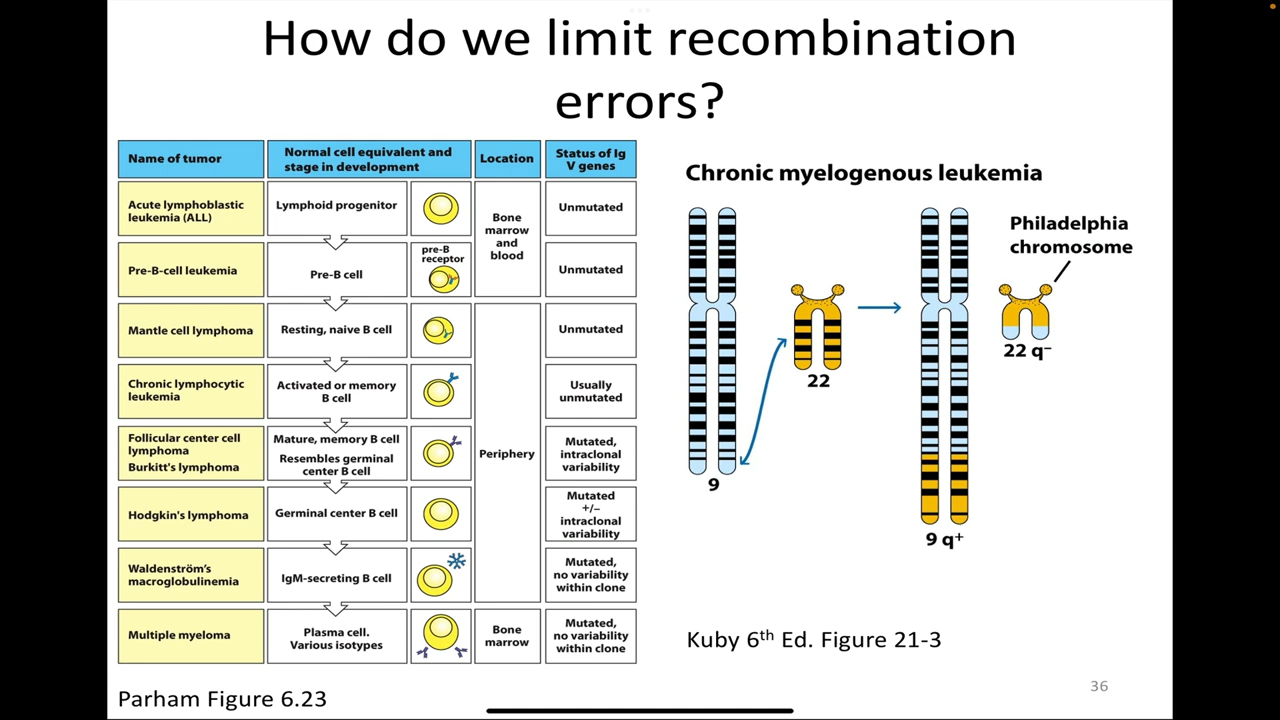 How do we limit recombination
errors?
Name of tumor
Normal cell equivalent and
stage in development
Location
Status of Ig
V genes
Acute lymphoblastic
leukemia (ALL)
Lymphoid progenitor
Bone
marrow
and
blood
Unmutated
Pre-B-cell leukemia
Pre-B cell
pre-B
receptor
Unmutated
Mantle cell lymphoma
Resting, naive B cell
Periphery
Unmutated
Chronic lymphocytic
leukemia
Activated or memory
B cell
Usually
unmutated
Follicular center cell
lymphoma
Burkitt's lymphoma
Mature, memory B cell
Resembles germinal
center B cell
Mutated,
intraclonal
variability
Hodgkin's lymphoma
Germinal center B cell
Mutated
+/−
intraclonal
variability
Waldenström's
macroglobulinemia
IgM-secreting B cell
Mutated,
no variability
within clone
Multiple myeloma
Plasma cell.
Various isotypes
Bone
marrow
Mutated,
no variability
within clone
Parham Figure 6.23
Chronic myelogenous leukemia
Philadelphia
chromosome
9
22
9 q⁺
22 q⁻
Kuby 6th Ed. Figure 21-3
36